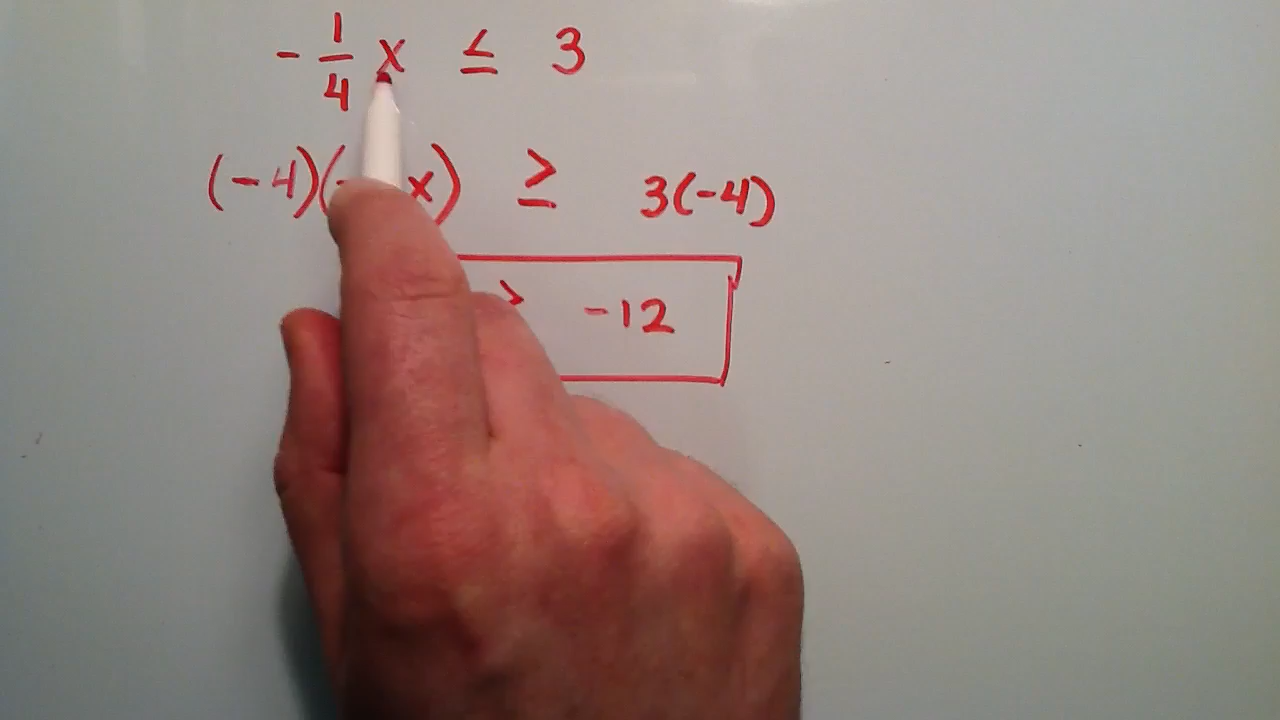 - 1/4 x ≤ 3
(-4)(- x) ≥ 3(-4)
-12